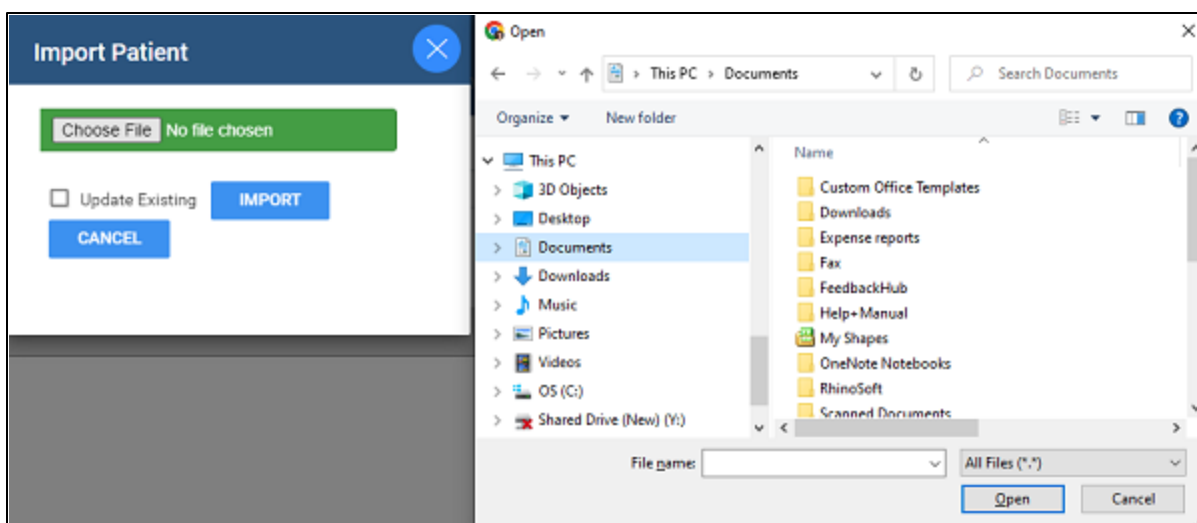 Import Patient
Choose File No file chosen
Update Existing IMPORT
CANCEL
Open
This PC > Documents
Search Documents
Organize New folder
This PC
3D Objects
Desktop
Documents
Downloads
Music
Pictures
Videos
OS (C:)
Shared Drive (New) (Y:)
Name
Custom Office Templates
Downloads
Expense reports
Fax
FeedbackHub
Help+Manual
My Shapes
OneNote Notebooks
RhinoSoft
Scanned Documents
File name: All Files (*.*)
Open Cancel